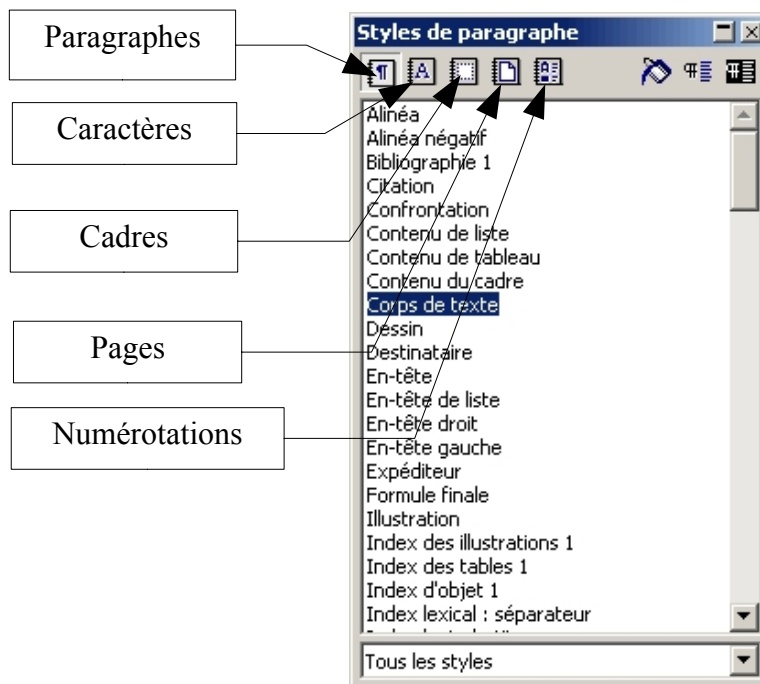 Paragraphes
Caractères
Cadres
Pages
Numérotations
Styles de paragraphe
Alinéa
Alinéa négatif
Bibliographie 1
Citation
Confrontation
Contenu de liste
Contenu de tableau
Contenu du cadre
Corps de texte
Dessin
Destinataire
En-tête
En-tête de liste
En-tête droit
En-tête gauche
Expéditeur
Formule finale
Illustration
Index des illustrations 1
Index des tables 1
Index d'objet 1
Index lexical : séparateur
Tous les styles